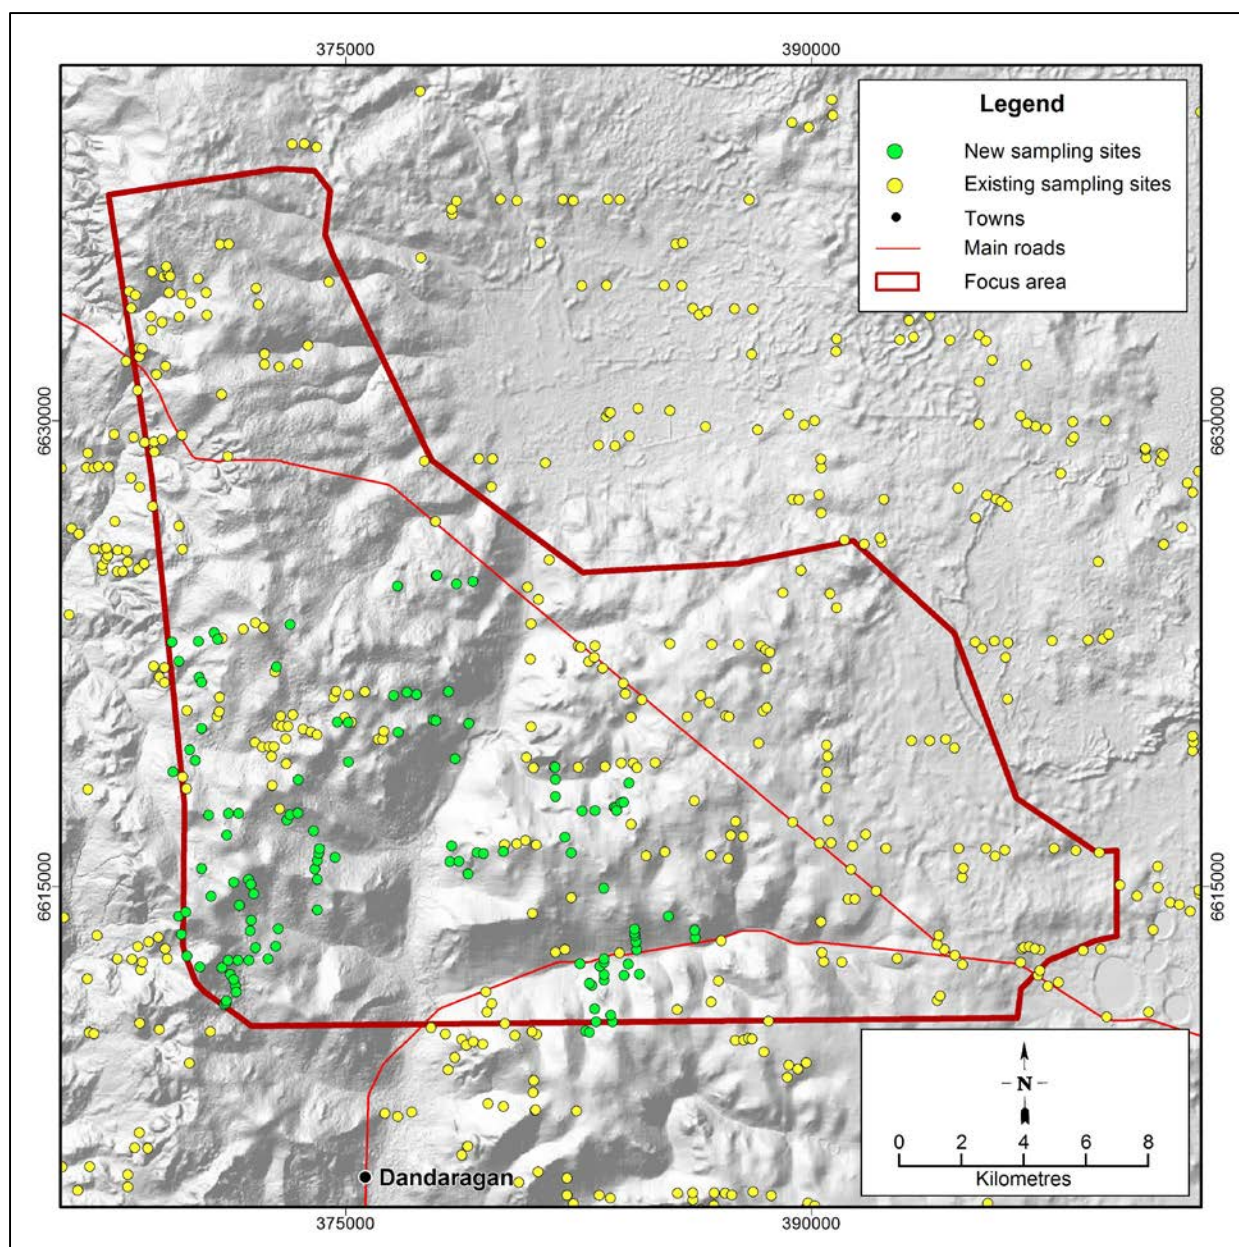 375000
390000
Legend
New sampling sites
Existing sampling sites
Towns
Main roads
Focus area
6630000
6630000
6615000
6615000
N
0 2 4 6 8
Kilometres
Dandaragan
375000
390000